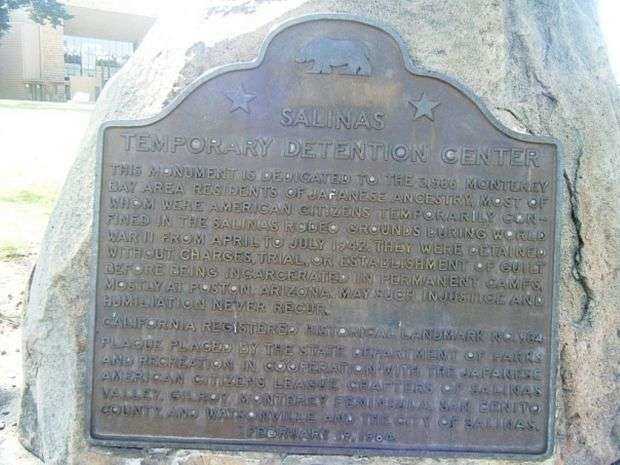 SALINAS
TEMPORARY DETENTION CENTER
THIS MONUMENT IS DEDICATED TO THE 3,586 MONTEREY
BAY AREA RESIDENTS OF JAPANESE ANCESTRY, MOST OF
WHOM WERE AMERICAN CITIZENS, TEMPORARILY CON-
FINED IN THE SALINAS RODEO GROUNDS DURING WORLD
WAR II FROM APRIL TO JULY 1942. THEY WERE DETAINED
WITHOUT CHARGES, TRIAL, OR ESTABLISHMENT OF GUILT
BEFORE BEING INCARCERATED IN PERMANENT CAMPS,
MOSTLY AT POSTON, ARIZONA. MAY SUCH INJUSTICE AND
HUMILIATION NEVER RECUR.
CALIFORNIA REGISTERED HISTORICAL LANDMARK NO. 934
PLAQUE PLACED BY THE STATE DEPARTMENT OF PARKS
AND RECREATION IN COOPERATION WITH THE JAPANESE
AMERICAN CITIZENS LEAGUE CHAPTERS OF SALINAS
VALLEY, GILROY, MONTEREY PENINSULA, SAN BENITO
COUNTY, AND WATSONVILLE AND THE CITY OF SALINAS.
FEBRUARY 19, 1984